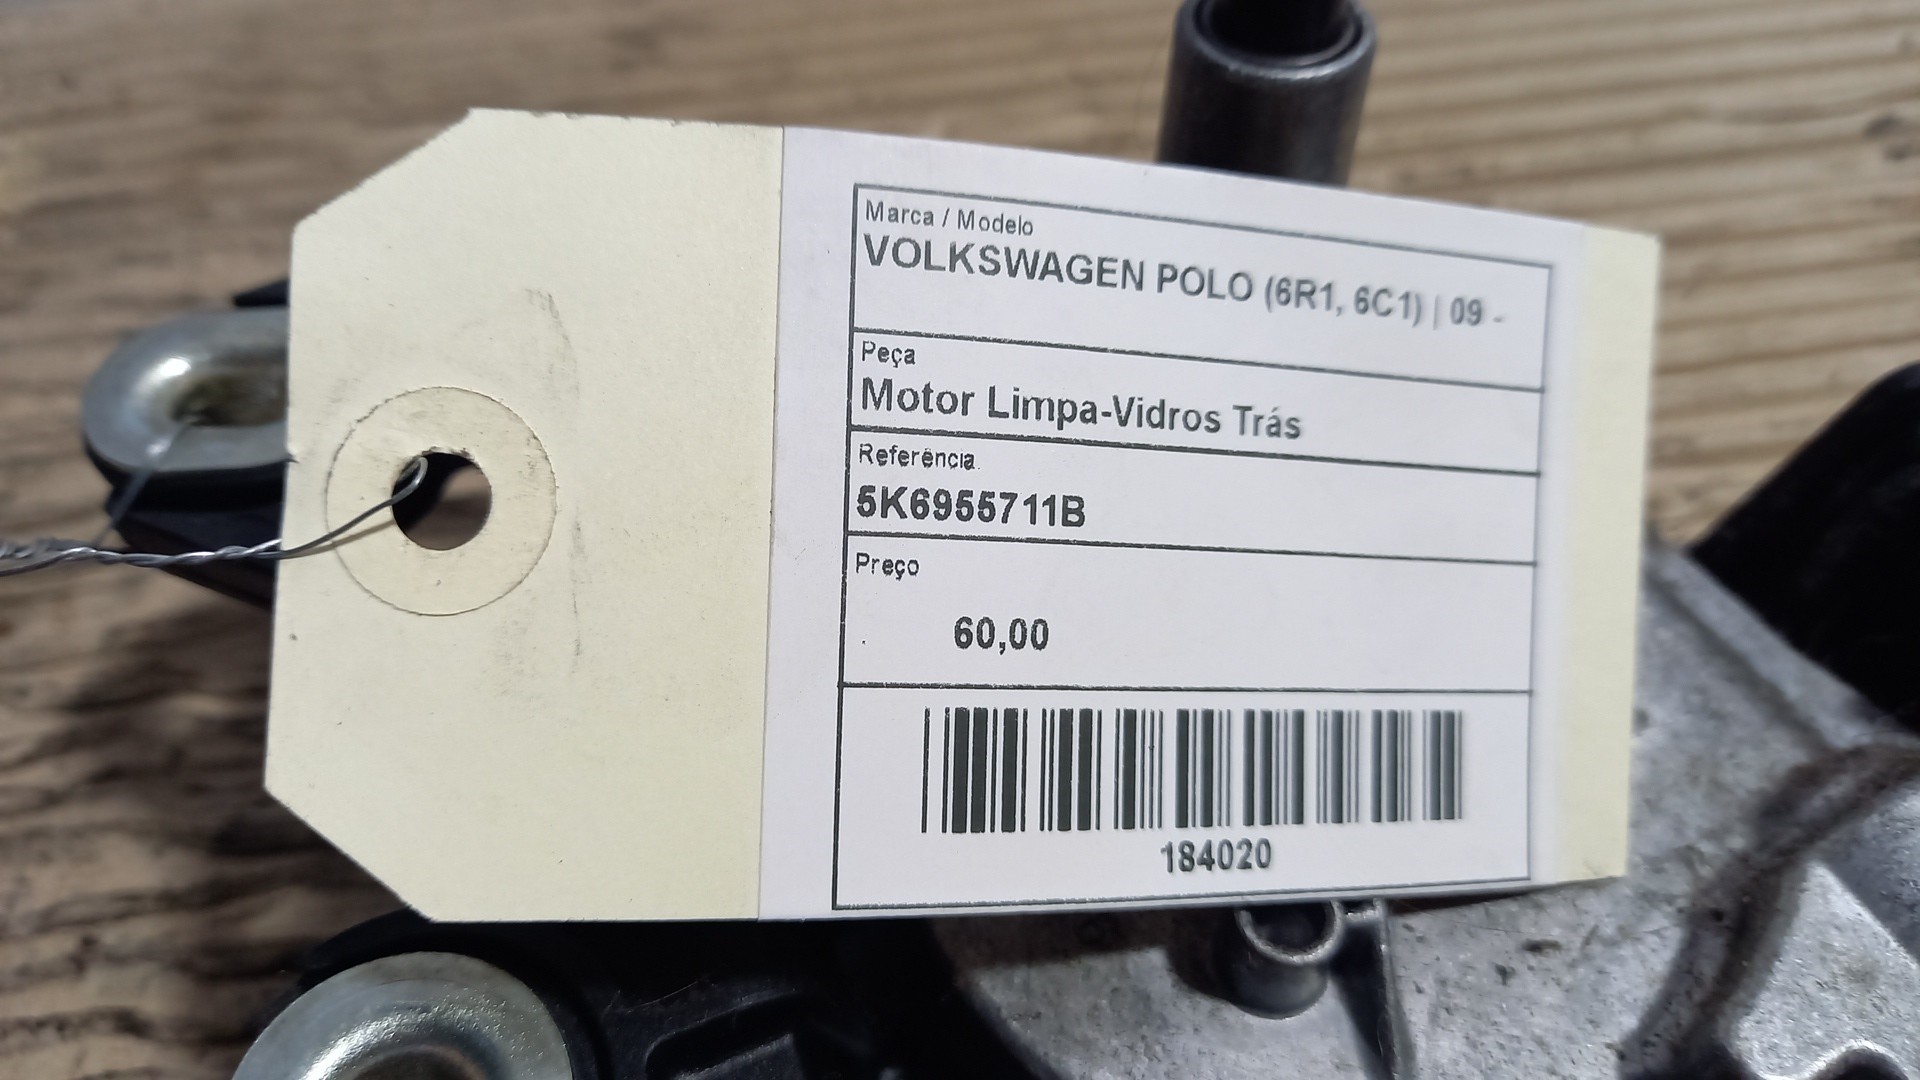 Marca / Modelo
VOLKSWAGEN POLO (6R1, 6C1) | 09 -
Peça
Motor Limpa-Vidros Trás
Referência
5K6955711B
Preço
60,00
184020